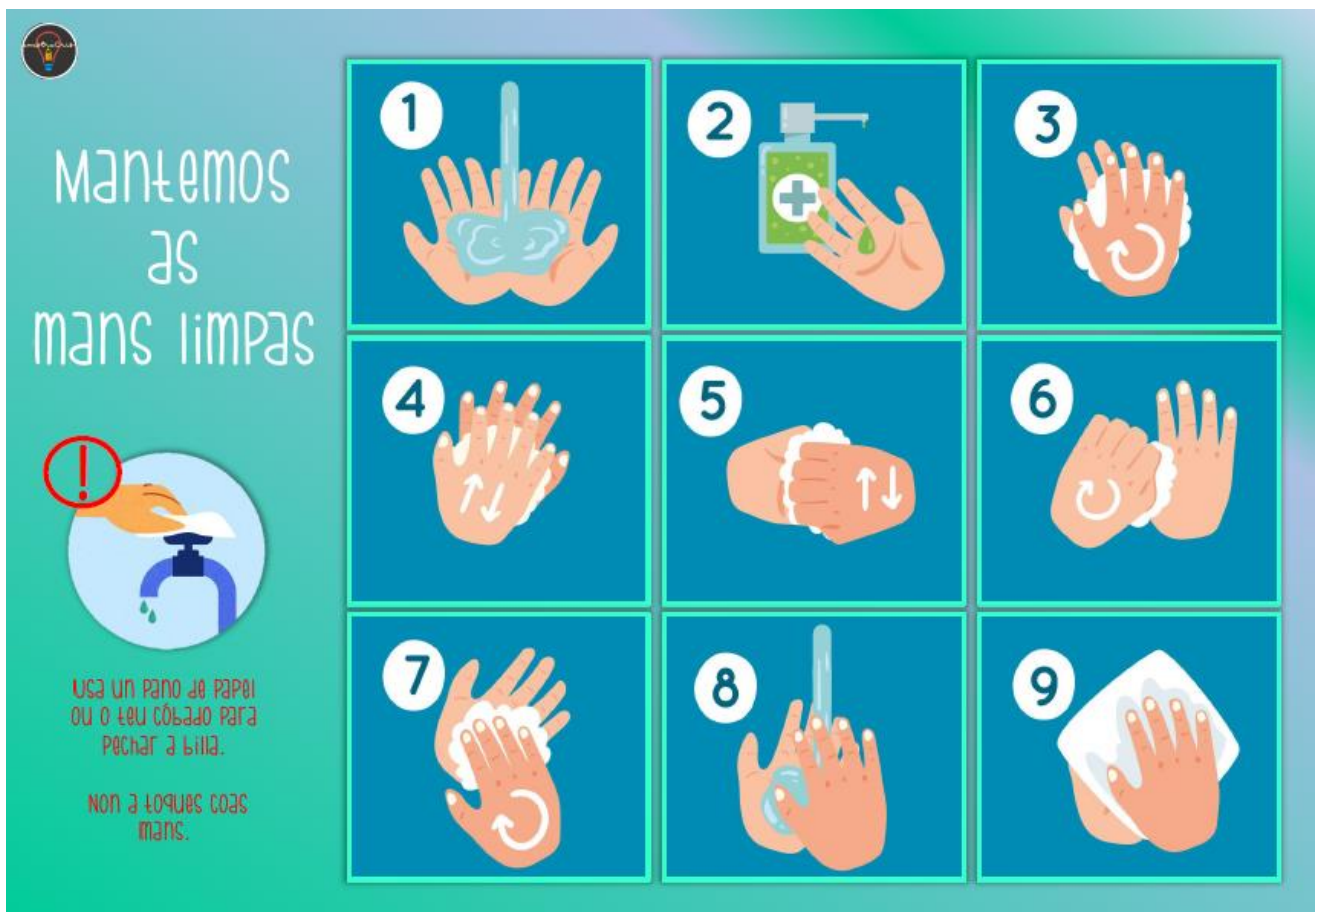 Mantemos
as
mans limpas
!
Usa un pano de papel
ou o teu cóbado para
pechar a billa.
Non a toques coas
mans.
1
2
3
4
5
6
7
8
9